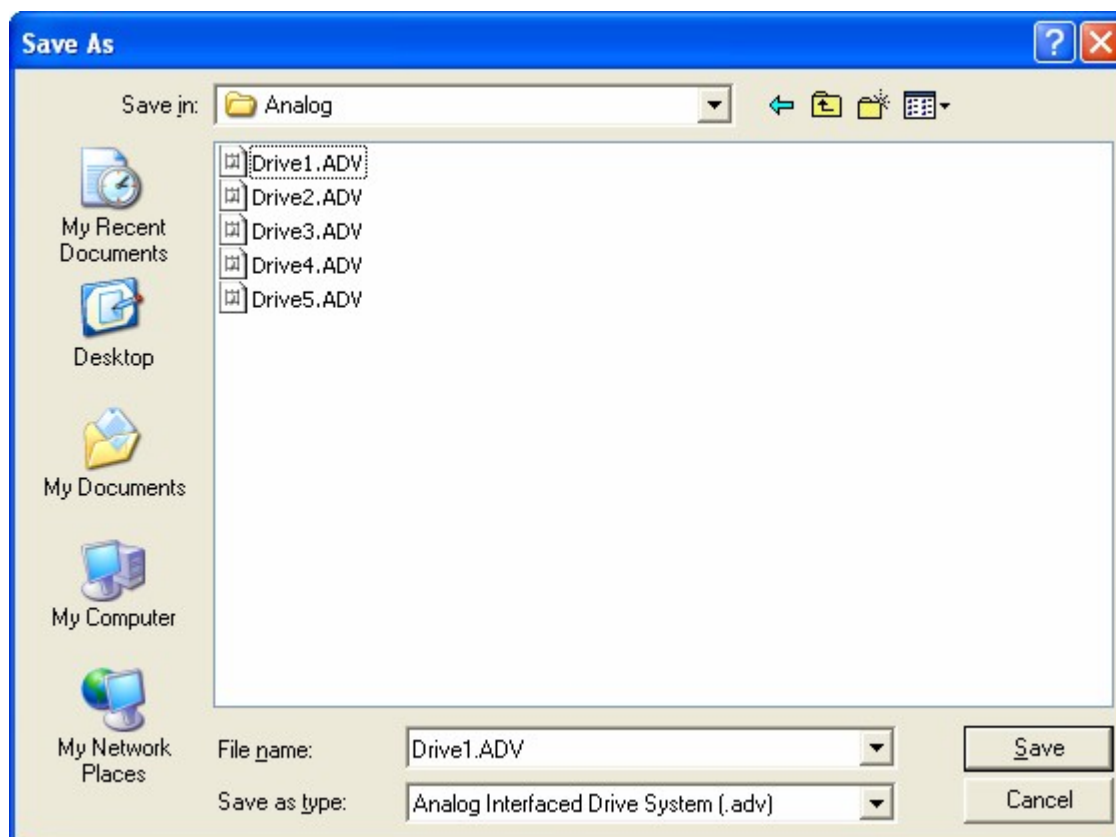 Save As
Save in: Analog
Drive1.ADV
Drive2.ADV
Drive3.ADV
Drive4.ADV
Drive5.ADV
My Recent
Documents
Desktop
My Documents
My Computer
My Network
Places
File name: Drive1.ADV Save
Save as type: Analog Interfaced Drive System (.adv) Cancel